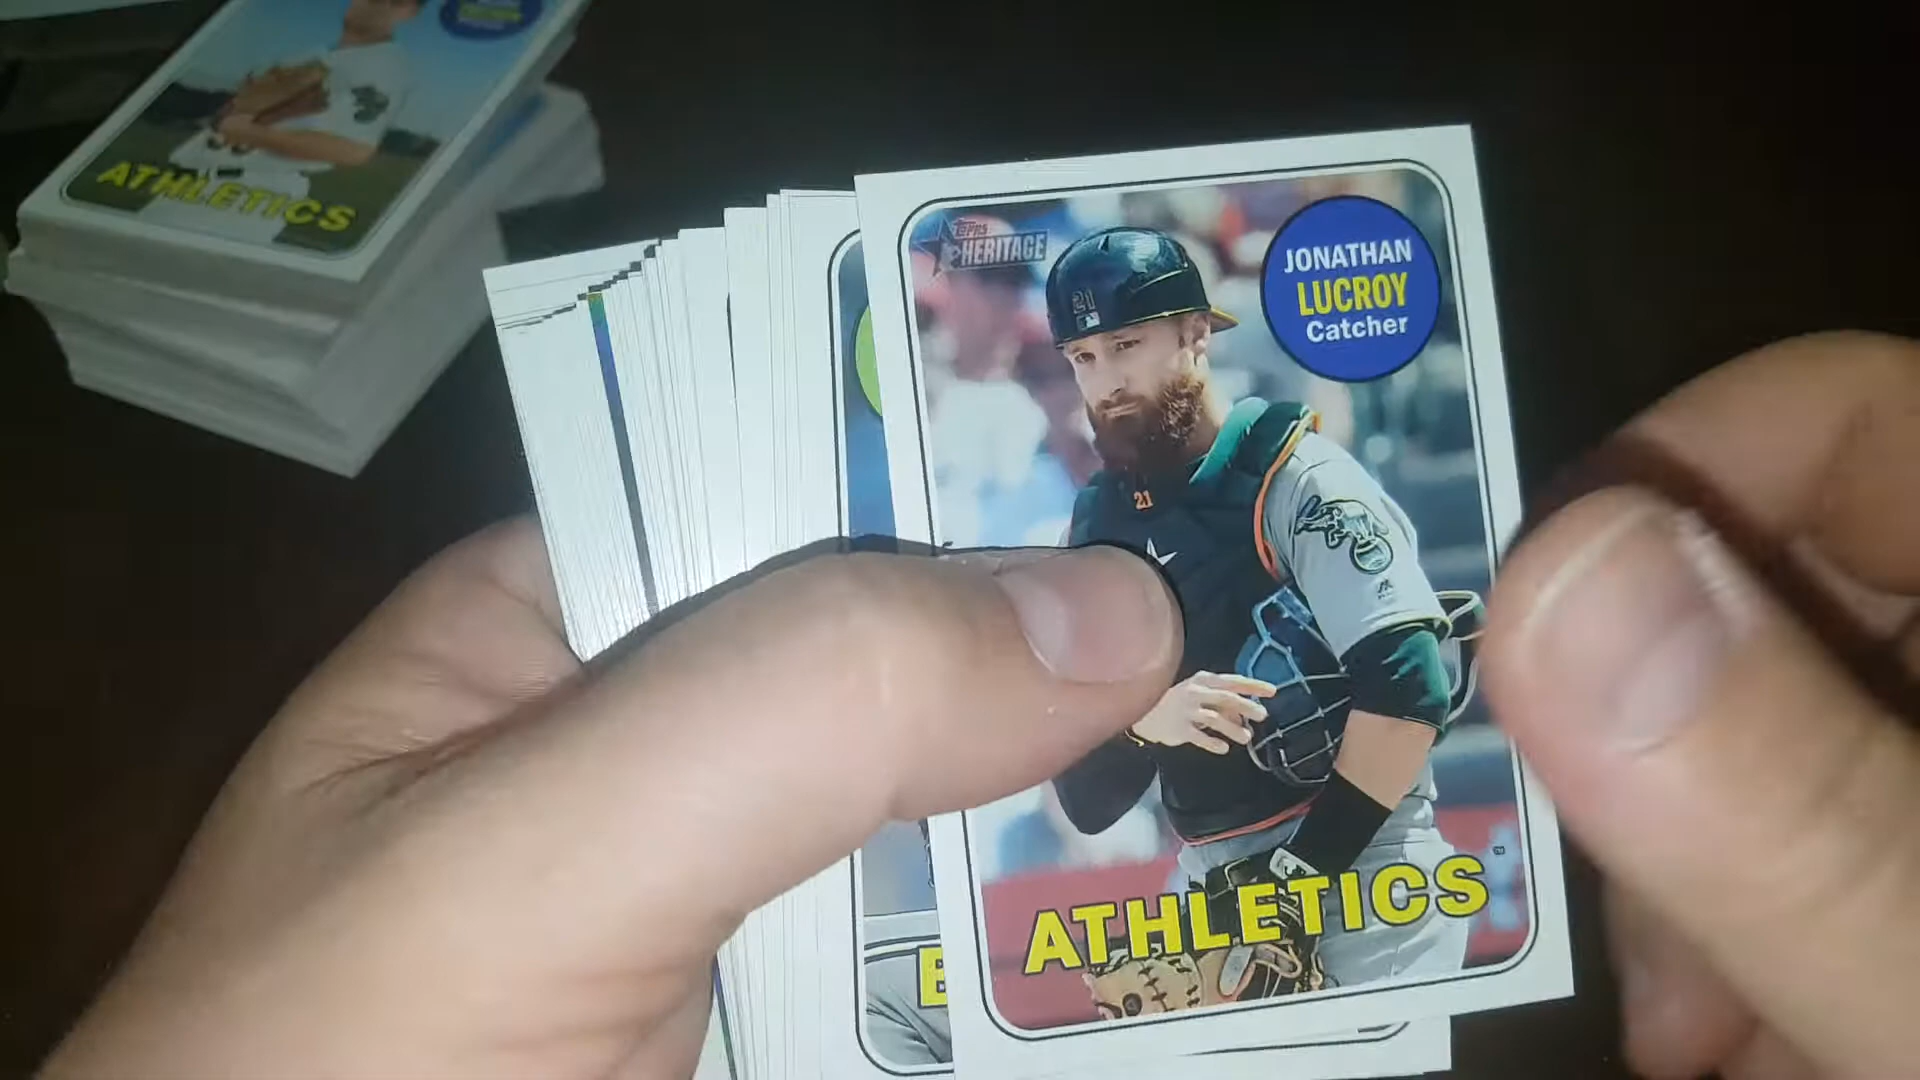 ATHLETICS
Topps
HERITAGE
JONATHAN
LUCROY
Catcher
21
21
ATHLETICS
B